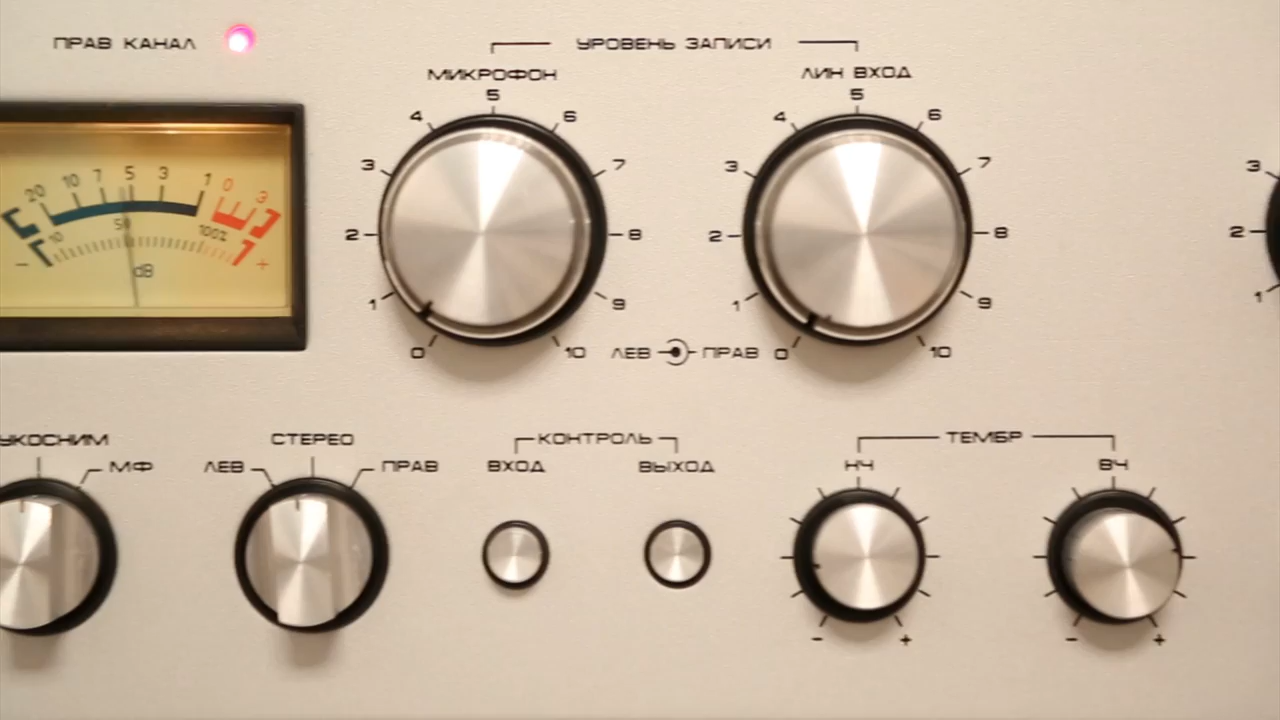 ПРАВ КАНАЛ
УРОВЕНЬ ЗАПИСИ
МИКРОФОН
ЛИН ВХОД
0 1 2 3 4 5 6 7 8 9 10
0 1 2 3 4 5 6 7 8 9 10
3
2
1
20 10 7 5 3 1 0 3
10 50 100%
- +
dB
ЛЕВ ПРАВ
УКОСНИМ
МФ
СТЕРЕО
ЛЕВ ПРАВ
КОНТРОЛЬ
ВХОД ВЫХОД
ТЕМБР
НЧ ВЧ
- + - +